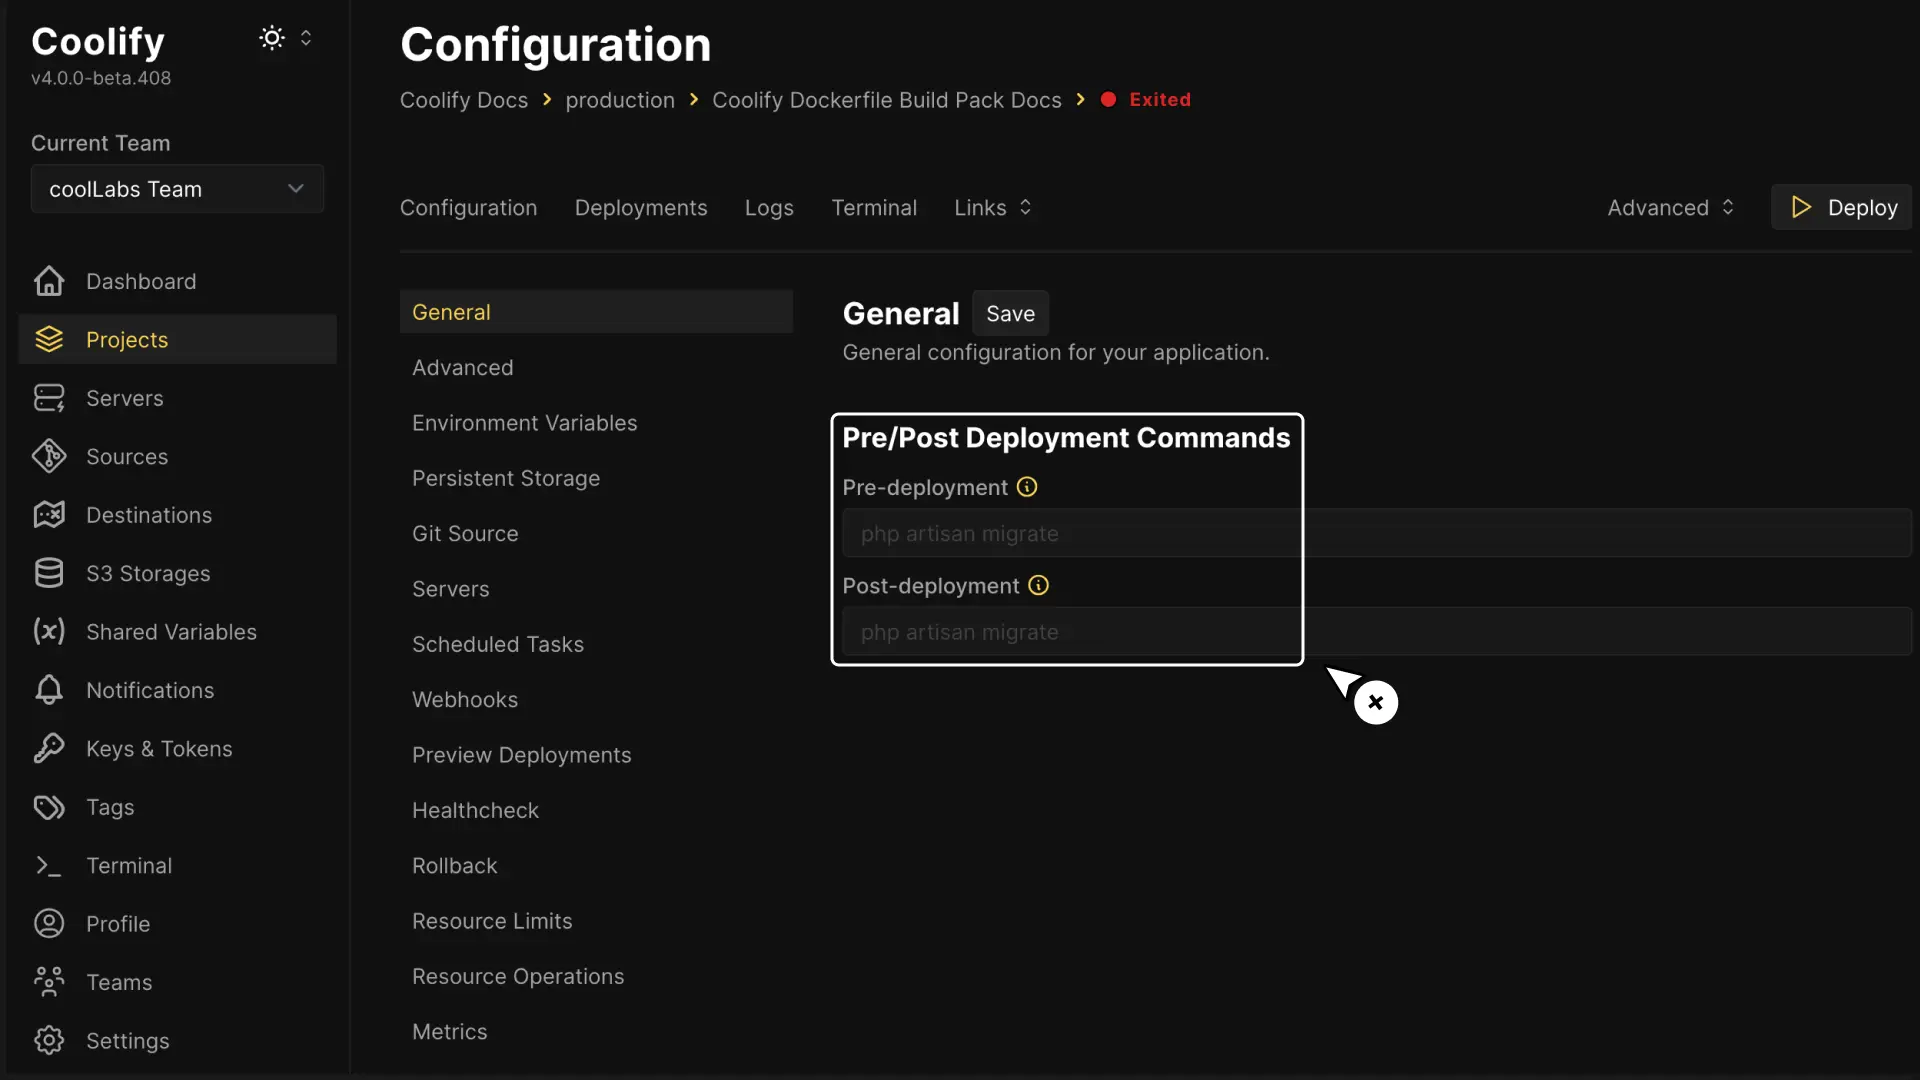 Coolify
v4.0.0-beta.408
Current Team
coolLabs Team
Dashboard
Projects
Servers
Sources
Destinations
S3 Storages
Shared Variables
Notifications
Keys & Tokens
Tags
Terminal
Profile
Teams
Settings
Configuration
Coolify Docs > production > Coolify Dockerfile Build Pack Docs > Exited
Configuration Deployments Logs Terminal Links Advanced Deploy
General
Advanced
Environment Variables
Persistent Storage
Git Source
Servers
Scheduled Tasks
Webhooks
Preview Deployments
Healthcheck
Rollback
Resource Limits
Resource Operations
Metrics
General Save
General configuration for your application.
Pre/Post Deployment Commands
Pre-deployment
php artisan migrate
Post-deployment
php artisan migrate